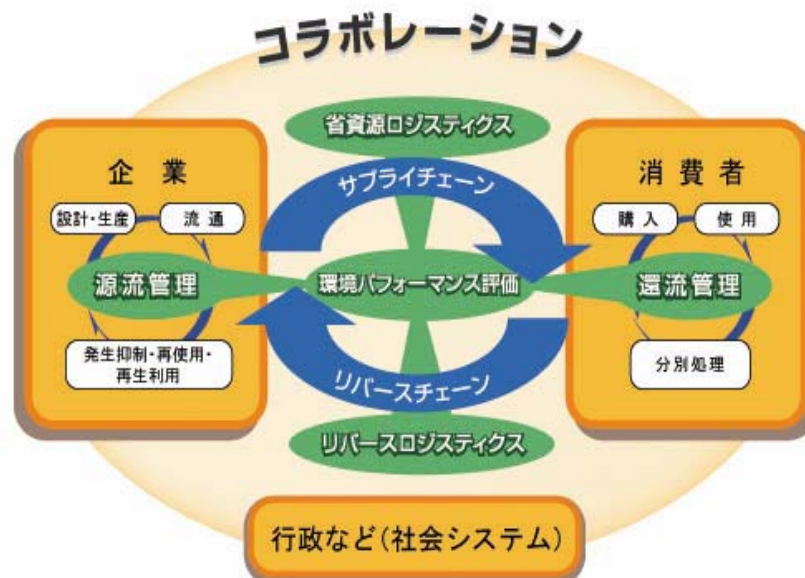 コラボレーション
省資源ロジスティクス
サプライチェーン
企業
設計・生産
流通
源流管理
発生抑制・再使用・
再生利用
環境パフォーマンス評価
消費者
購入
使用
還流管理
分別処理
リバースチェーン
リバースロジスティクス
行政など(社会システム)